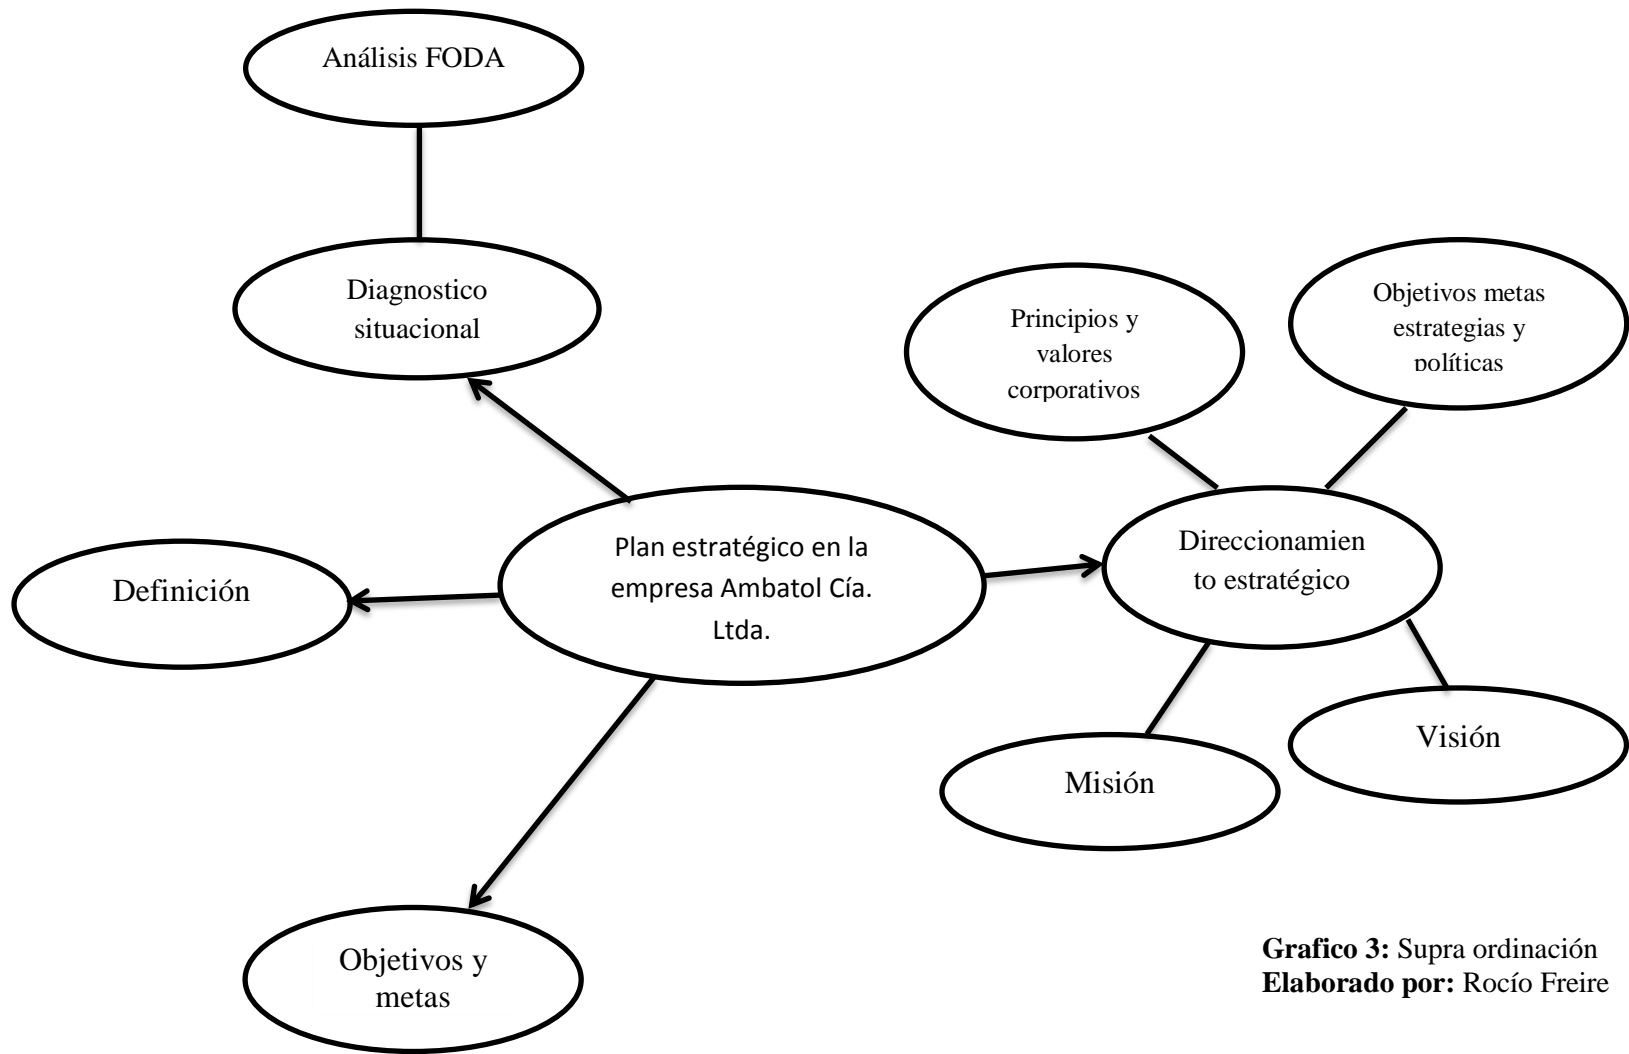 Análisis FODA
Diagnostico
situacional
Principios y
valores
corporativos
Objetivos metas
estrategias y
políticas
Definición
Plan estratégico en la
empresa Ambatol Cía.
Ltda.
Direccionamien
to estratégico
Misión
Visión
Objetivos y
metas
Grafico 3: Supra ordinación
Elaborado por: Rocío Freire